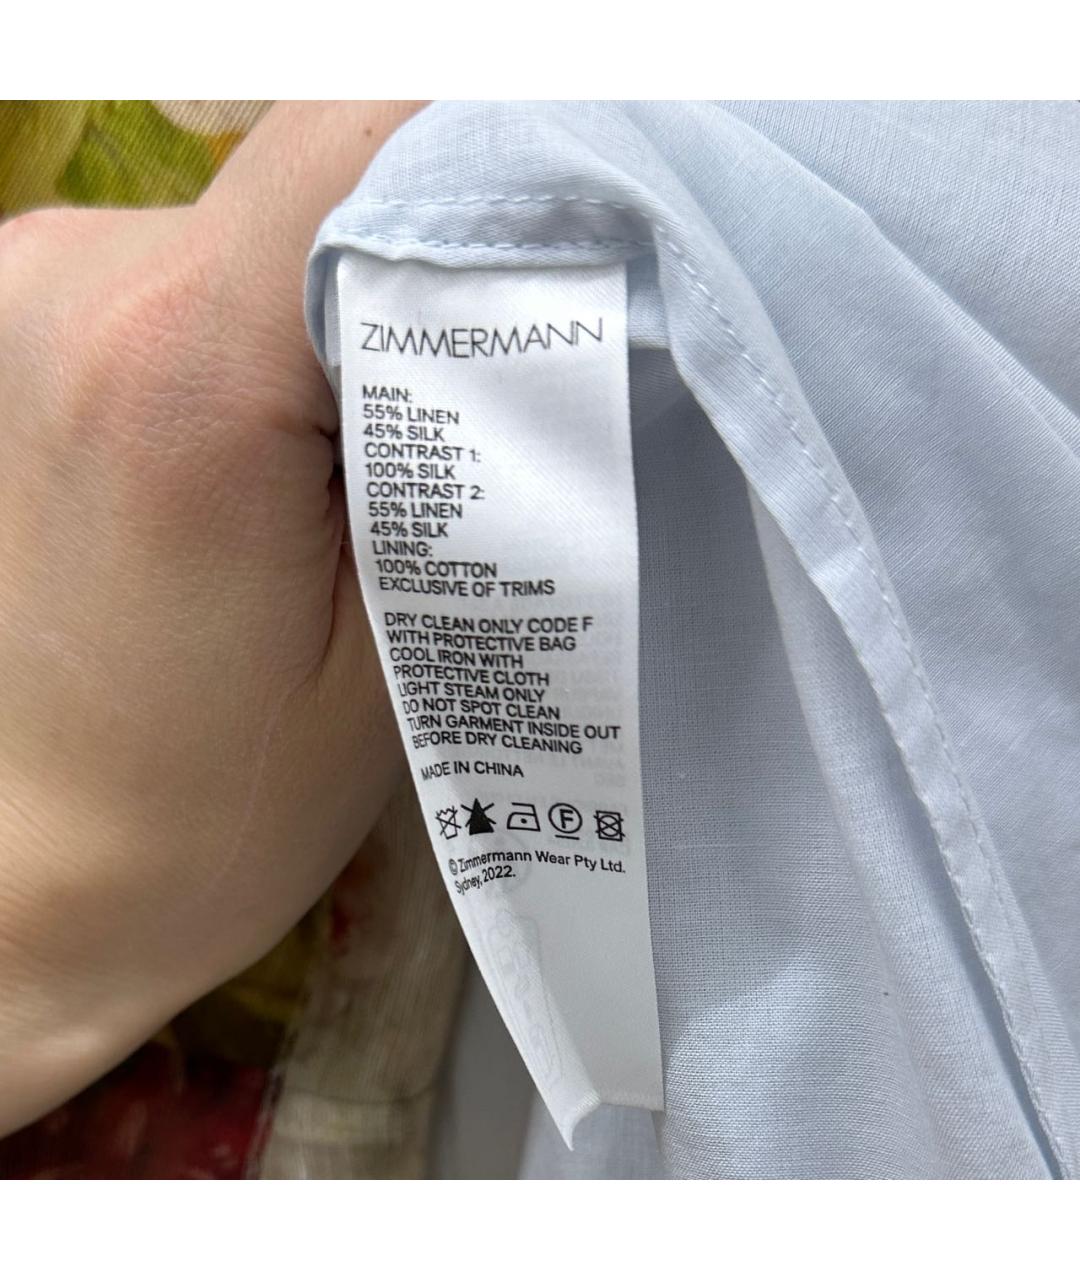 ZIMMERMANN
MAIN:
55% LINEN
45% SILK
CONTRAST 1:
100% SILK
CONTRAST 2:
55% LINEN
45% SILK
LINING:
100% COTTON
EXCLUSIVE OF TRIMS
DRY CLEAN ONLY CODE F
WITH PROTECTIVE BAG
COOL IRON WITH
PROTECTIVE CLOTH
LIGHT STEAM ONLY
DO NOT SPOT CLEAN
TURN GARMENT INSIDE OUT
BEFORE DRY CLEANING
MADE IN CHINA
F
© Zimmermann Wear Pty Ltd.
Sydney, 2022.